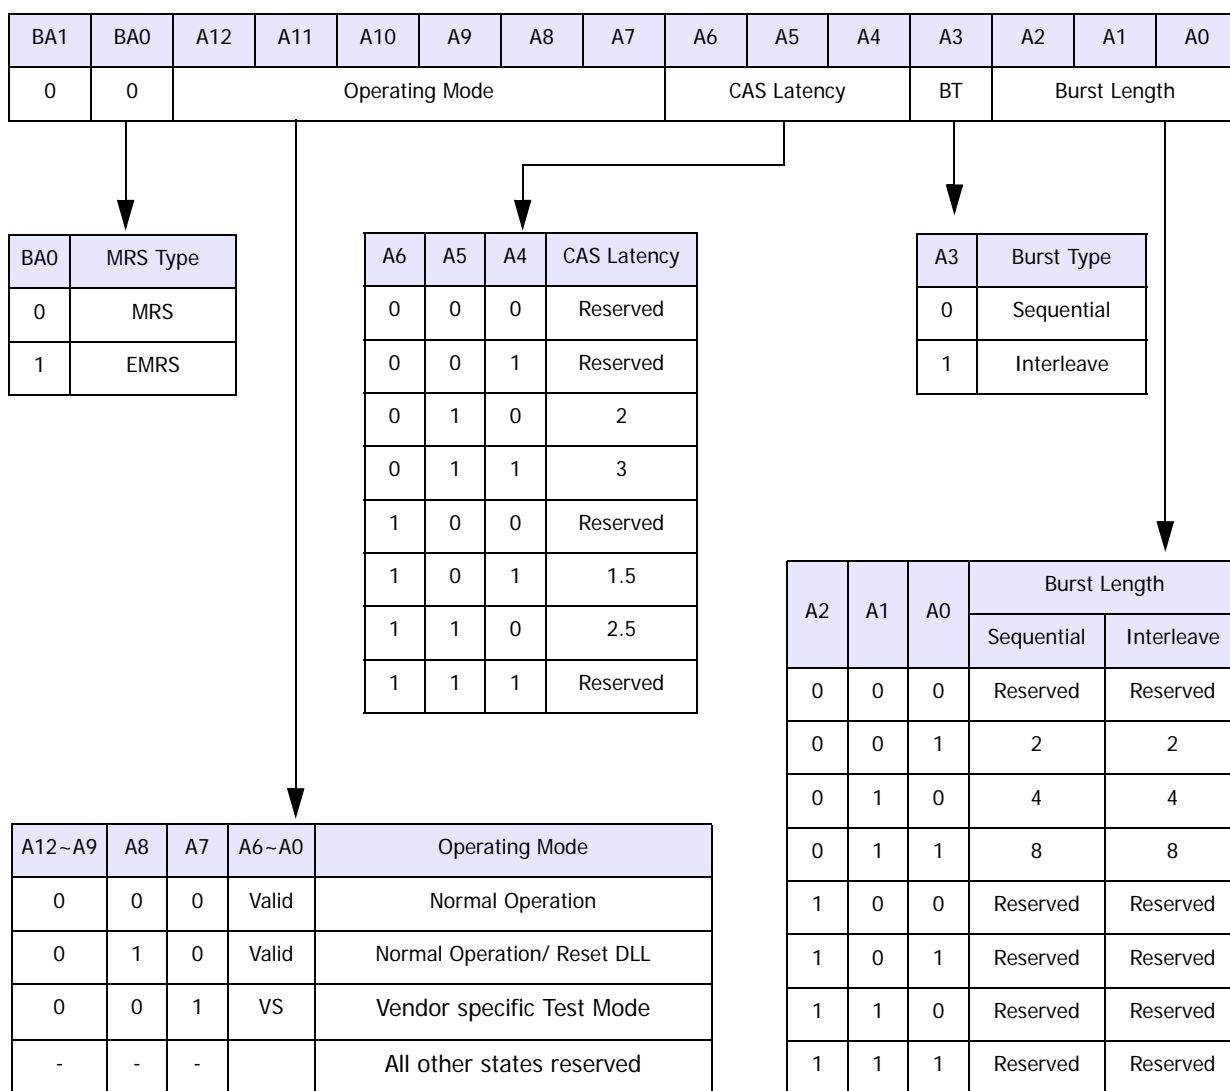 BA1 BA0 A12 A11 A10 A9 A8 A7 A6 A5 A4 A3 A2 A1 A0
0 0 Operating Mode CAS Latency BT Burst Length
BA0 MRS Type
0 MRS
1 EMRS
A6 A5 A4 CAS Latency
0 0 0 Reserved
0 0 1 Reserved
0 1 0 2
0 1 1 3
1 0 0 Reserved
1 0 1 1.5
1 1 0 2.5
1 1 1 Reserved
A3 Burst Type
0 Sequential
1 Interleave
A2 A1 A0 Burst Length
Sequential Interleave
0 0 0 Reserved Reserved
0 0 1 2 2
0 1 0 4 4
0 1 1 8 8
1 0 0 Reserved Reserved
1 0 1 Reserved Reserved
1 1 0 Reserved Reserved
1 1 1 Reserved Reserved
A12~A9 A8 A7 A6~A0 Operating Mode
0 0 0 Valid Normal Operation
0 1 0 Valid Normal Operation/ Reset DLL
0 0 1 VS Vendor specific Test Mode
- - - All other states reserved